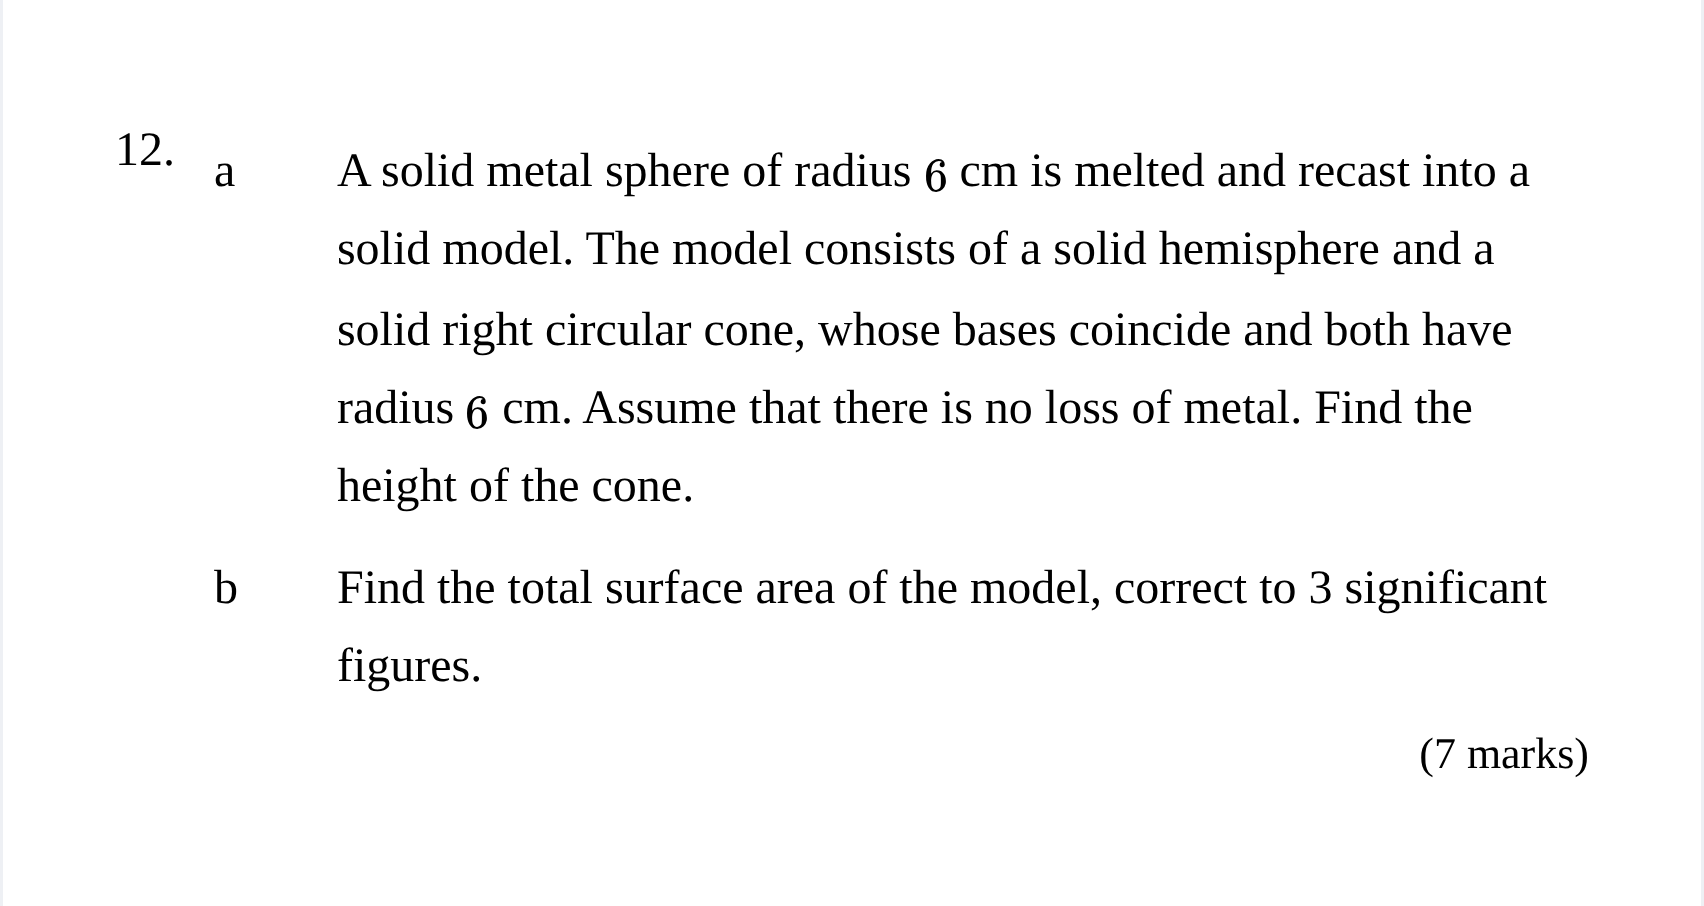 12. a A solid metal sphere of radius 6 cm is melted and recast into a
solid model. The model consists of a solid hemisphere and a
solid right circular cone, whose bases coincide and both have
radius 6 cm. Assume that there is no loss of metal. Find the
height of the cone.
b Find the total surface area of the model, correct to 3 significant
figures.
(7 marks)